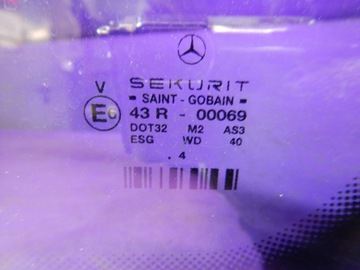 V
SEKURIT
- SAINT - GOBAIN -
E6
43 R - 00069
DOT32 M2 AS3
ESG WD 40
. 4